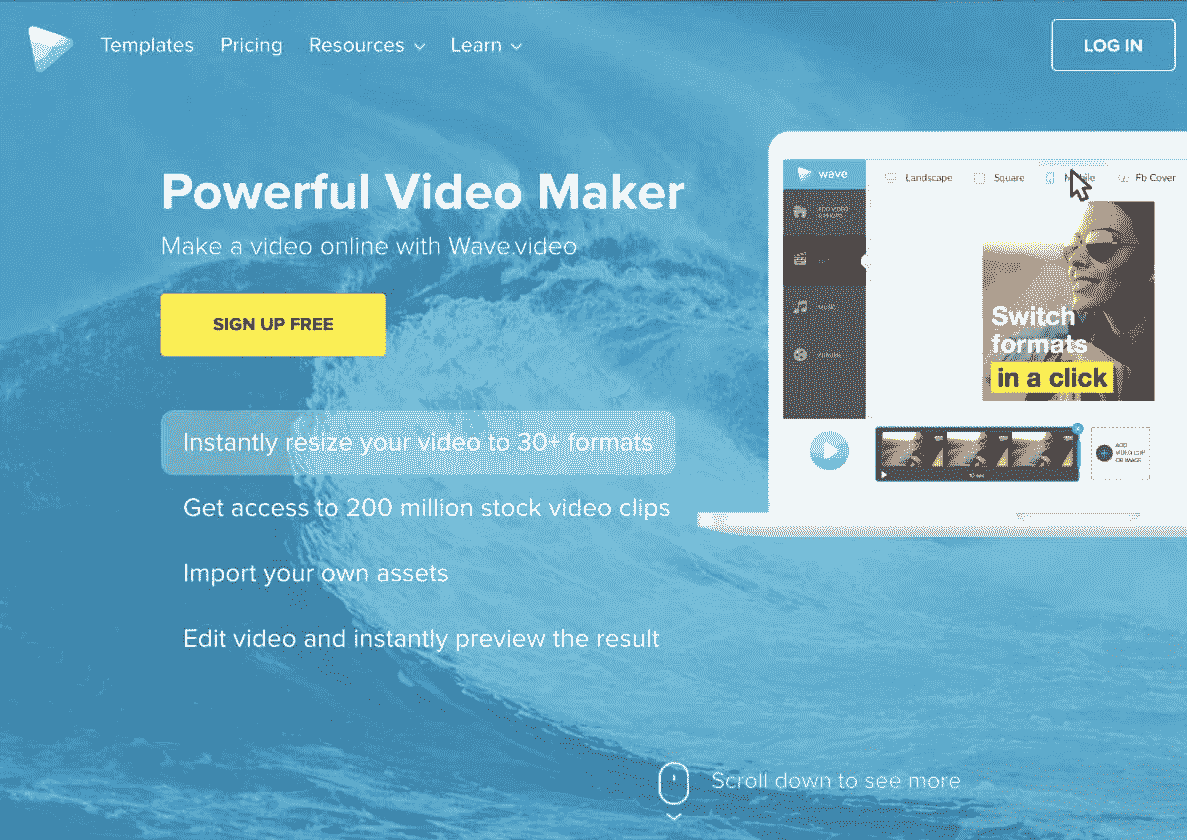 Templates Pricing Resources Learn
LOG IN
Powerful Video Maker
Make a video online with Wave.video
SIGN UP FREE
Instantly resize your video to 30+ formats
Get access to 200 million stock video clips
Import your own assets
Edit video and instantly preview the result
wave
Landscape Square Mobile Fb Cover
Switch
formats
in a click
ADD
VIDEO CLIP
OR IMAGE
Scroll down to see more